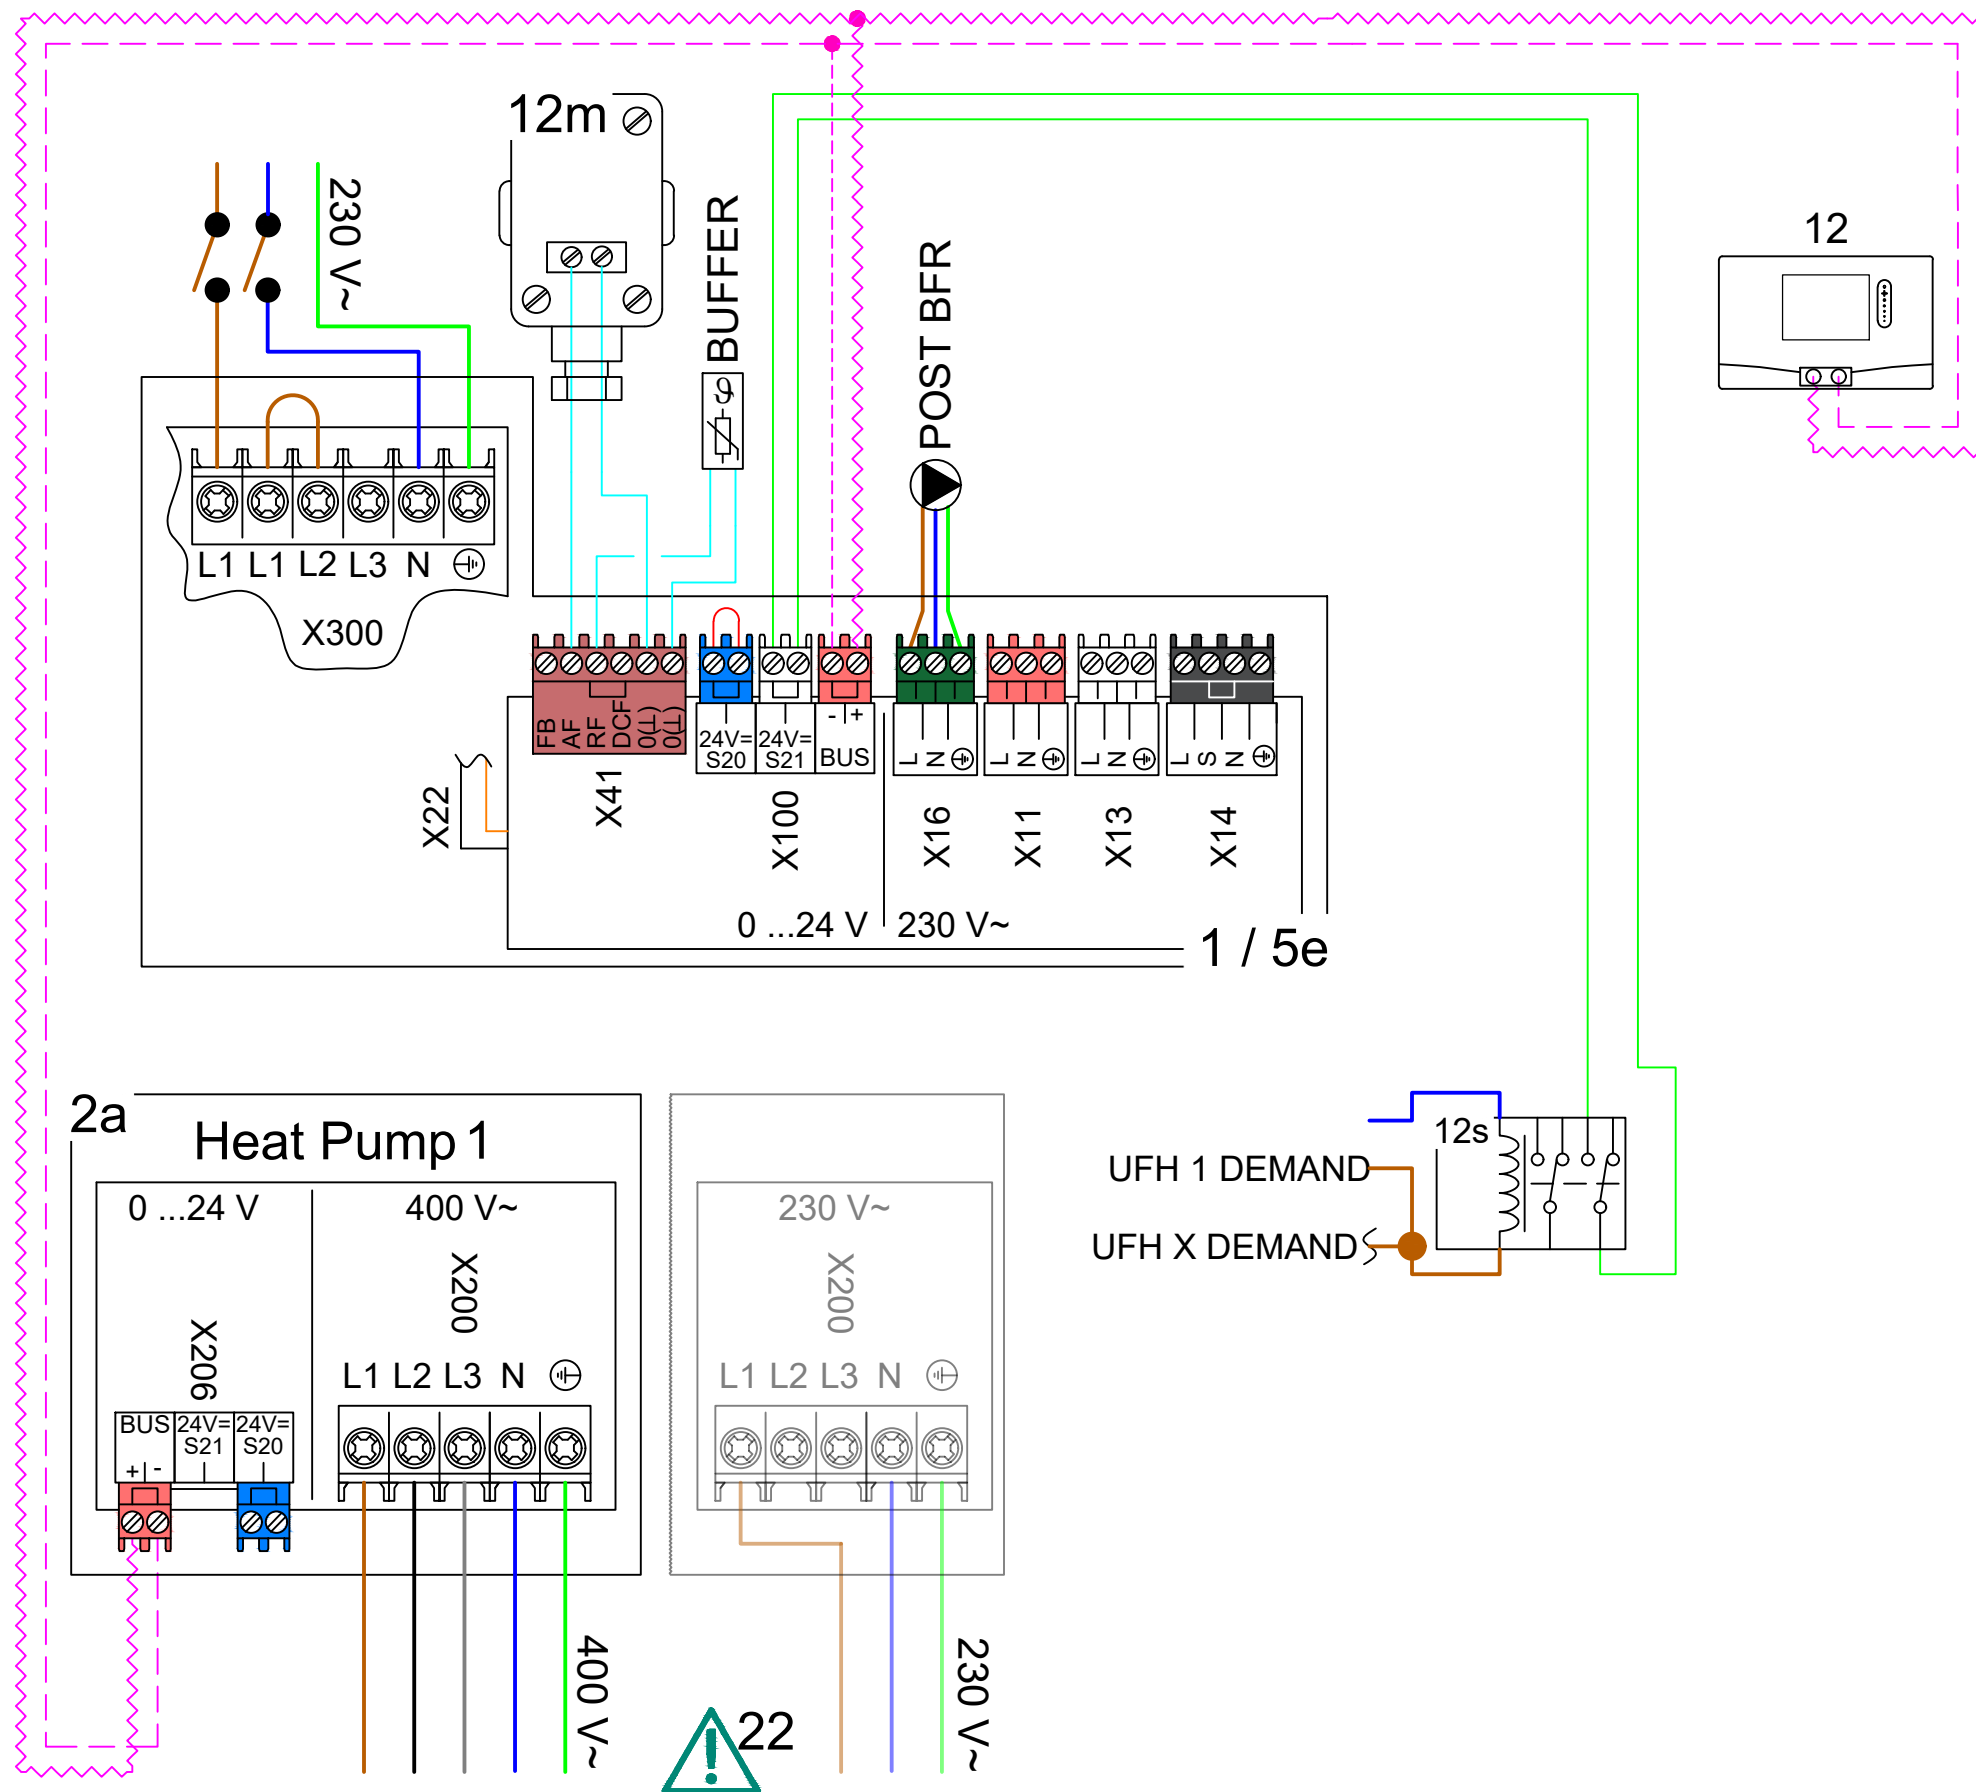 12m
230 V~
BUFFER
POST BFR
12
ϑ
L1 L1 L2 L3 N
X300
FB
AF
RF
DCF
0(⊥)
0(⊥)
X41
X22
24V=
S20
24V=
S21
- +
BUS
X100
L
N
X16
L
N
X11
L
N
X13
L
S
N
X14
0 ...24 V
230 V~
1 / 5e
2a
Heat Pump 1
0 ...24 V
400 V~
X206
X200
L1 L2 L3 N
BUS
+ -
24V=
S21
24V=
S20
400 V~
230 V~
X200
L1 L2 L3 N
230 V~
22
12s
UFH 1 DEMAND
UFH X DEMAND